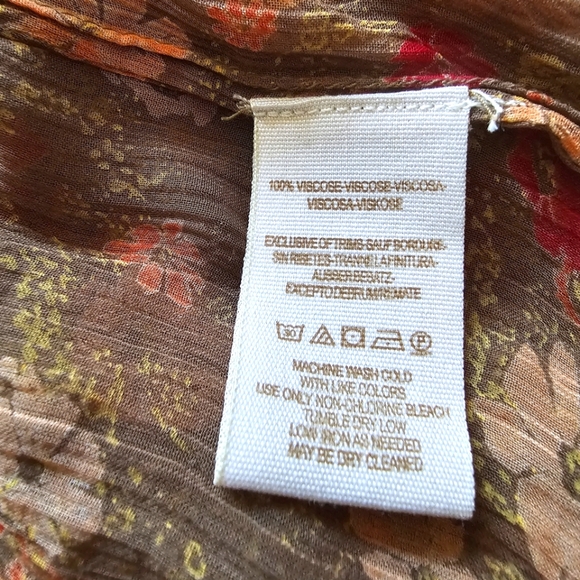 100% VISCOSE-VISCOSE-VISCOSA-
VISCOSA-VISKOSE
EXCLUSIVE OF TRIMS-SAUF BORDURE-
SIN RIBETES-TRANNE LA FINITURA-
AUSSER BESATZ-
EXCEPTO DEBRUM/REMATE
MACHINE WASH COLD
WITH LIKE COLORS
USE ONLY NON-CHLORINE BLEACH
TUMBLE DRY LOW
LOW IRON AS NEEDED
MAY BE DRY CLEANED